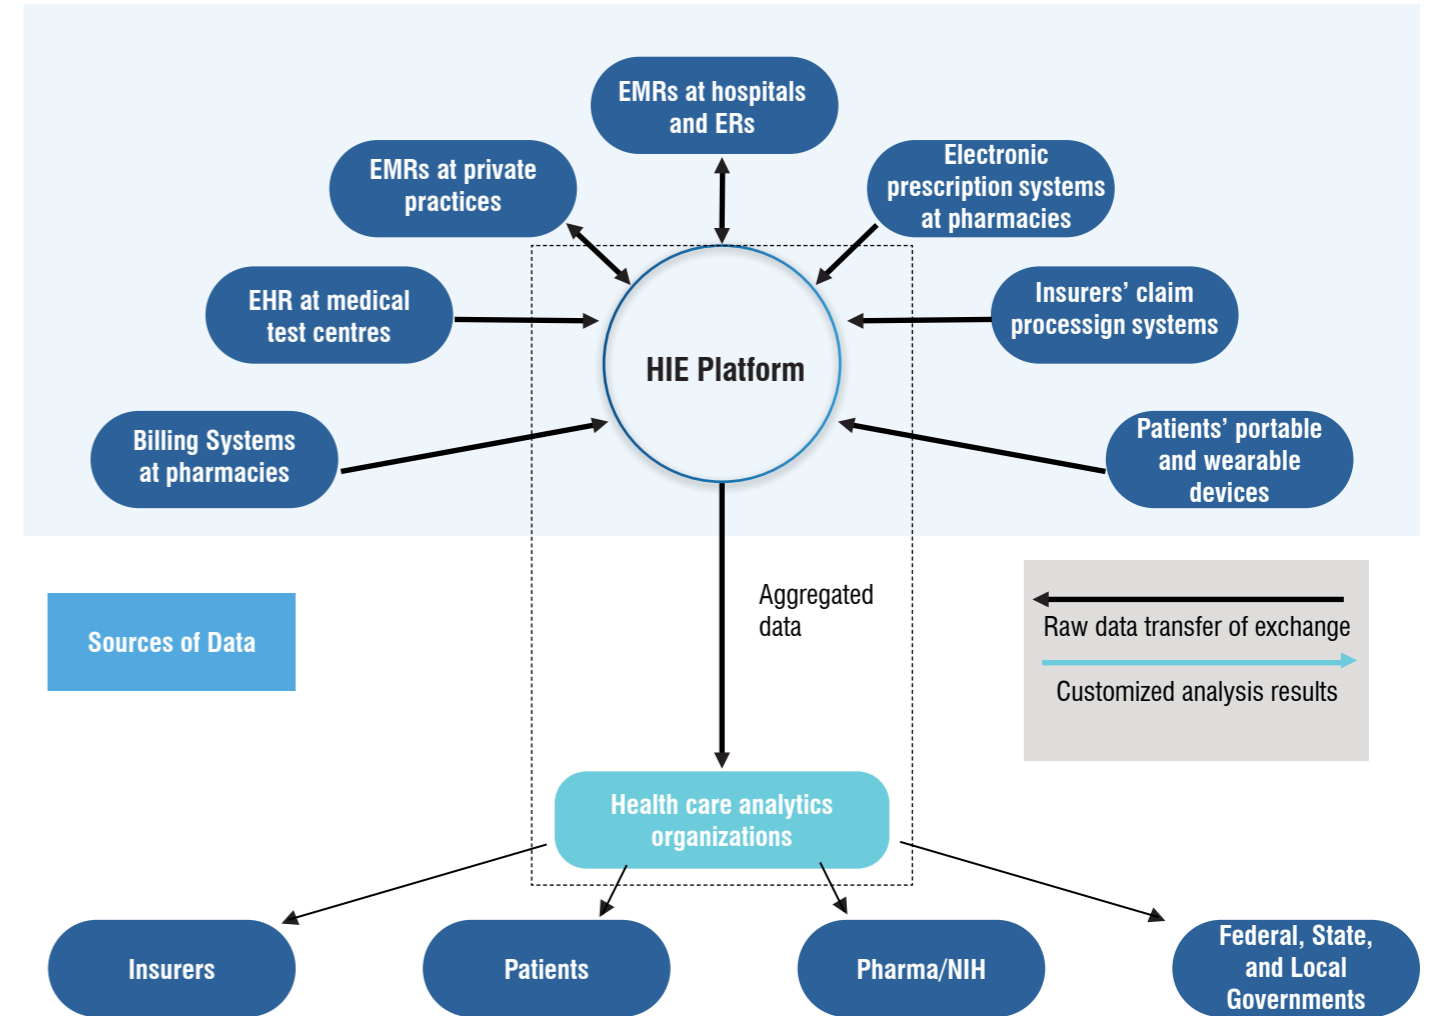 EMRs at hospitals
and ERs
EMRs at private
practices
Electronic
prescription systems
at pharmacies
EHR at medical
test centres
Insurers' claim
processign systems
HIE Platform
Billing Systems
at pharmacies
Patients' portable
and wearable
devices
Aggregated
data
Sources of Data
Raw data transfer of exchange
Customized analysis results
Health care analytics
organizations
Insurers
Patients
Pharma/NIH
Federal, State,
and Local
Governments